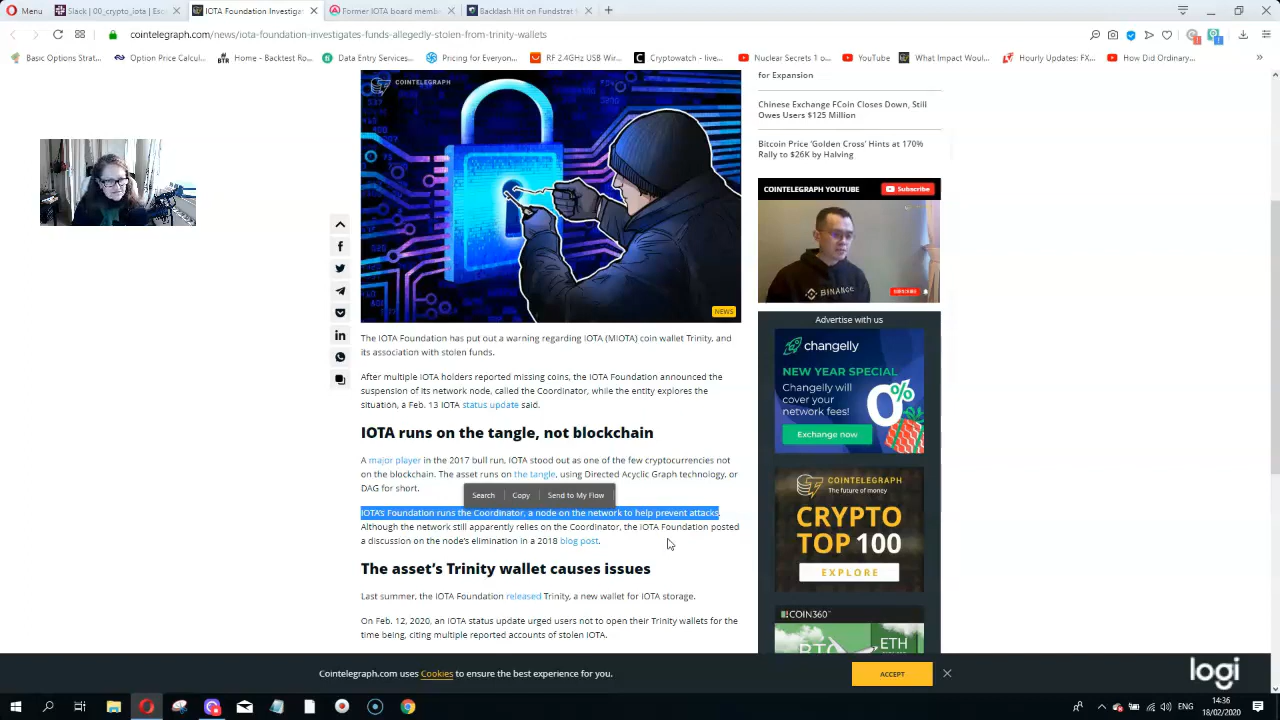 Menu
Slack | 00_crypto_iota | Esc
IOTA Foundation Investigat
Former IOTA board memb
Backlash Hit on Fundstrat
cointelegraph.com/news/iota-foundation-investigates-funds-allegedly-stolen-from-trinity-wallets
Basic Options Strat...
Option Price Calcul...
Home - Backtest Ro...
Data Entry Services...
Pricing for Everyon...
RF 2.4GHz USB Wir...
Cryptowatch - live...
Nuclear Secrets 1 o...
YouTube
What Impact Woul...
Hourly Updates: FX...
How Did Ordinary...
COINTELEGRAPH
NEWS
The IOTA Foundation has put out a warning regarding IOTA (MIOTA) coin wallet Trinity, and
its association with stolen funds.
After multiple IOTA holders reported missing coins, the IOTA Foundation announced the
suspension of its network node, called the Coordinator, while the entity explores the
situation, a Feb. 13 IOTA status update said.
IOTA runs on the tangle, not blockchain
A major player in the 2017 bull run, IOTA stood out as one of the few cryptocurrencies not
on the blockchain. The asset runs on the tangle, using Directed Acyclic Graph technology, or
DAG for short.
Search Copy Send to My Flow
IOTA's Foundation runs the Coordinator, a node on the network to help prevent attacks.
Although the network still apparently relies on the Coordinator, the IOTA Foundation posted
a discussion on the node's elimination in a 2018 blog post.
The asset's Trinity wallet causes issues
Last summer, the IOTA Foundation released Trinity, a new wallet for IOTA storage.
On Feb. 12, 2020, an IOTA status update urged users not to open their Trinity wallets for the
time being, citing multiple reported accounts of stolen IOTA.
for Expansion
Chinese Exchange FCoin Closes Down, Still
Owes Users $125 Million
Bitcoin Price 'Golden Cross' Hints at 170%
Rally to $26K by Halving
COINTELEGRAPH YOUTUBE
Subscribe
BINANCE
SUBSCRIBE
Advertise with us
changelly
NEW YEAR SPECIAL
Changelly will
cover your
network fees!
0%
Exchange now
COINTELEGRAPH
The future of money
CRYPTO
TOP 100
EXPLORE
COIN360
BTC
ETH
Cointelegraph.com uses Cookies to ensure the best experience for you.
ACCEPT
logi
ENG
14:36
18/02/2020